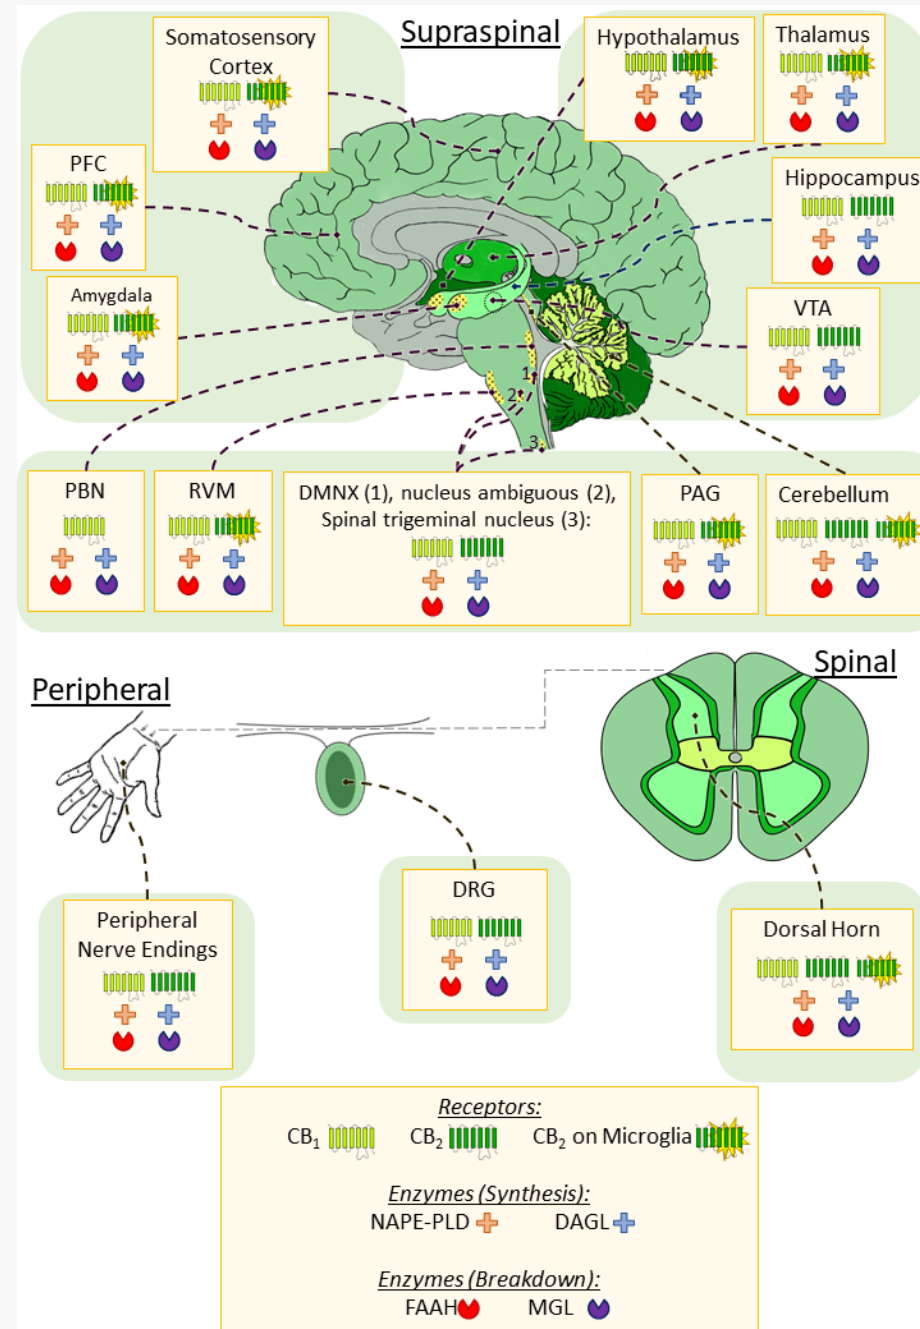 Supraspinal
Somatosensory
Cortex
Hypothalamus
Thalamus
PFC
Hippocampus
Amygdala
VTA
1
2
3
PBN
RVM
DMNX (1), nucleus ambiguous (2),
Spinal trigeminal nucleus (3):
PAG
Cerebellum
Spinal
Peripheral
DRG
Peripheral
Nerve Endings
Dorsal Horn
Receptors:
CB1 CB2 CB2 on Microglia
Enzymes (Synthesis):
NAPE-PLD DAGL
Enzymes (Breakdown):
FAAH MGL